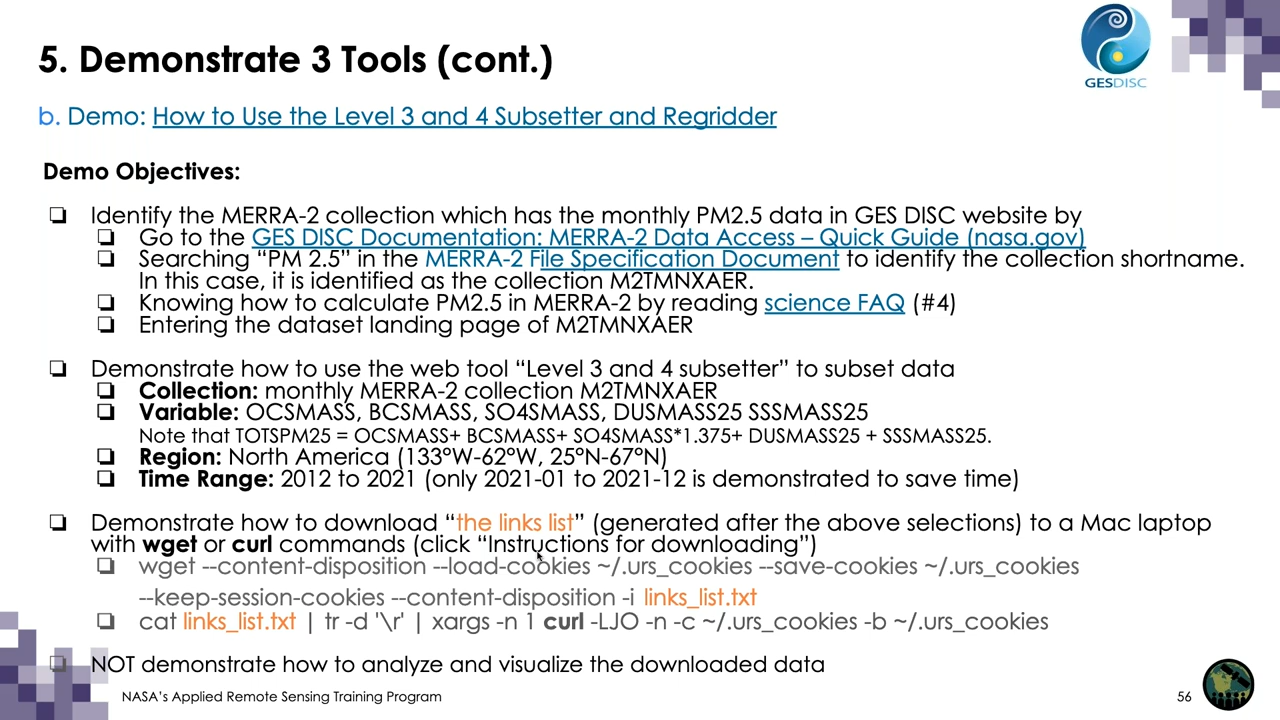 5. Demonstrate 3 Tools (cont.)
GES DISC
b. Demo: How to Use the Level 3 and 4 Subsetter and Regridder
Demo Objectives:
❏ Identify the MERRA-2 collection which has the monthly PM2.5 data in GES DISC website by
❏ Go to the GES DISC Documentation: MERRA-2 Data Access – Quick Guide (nasa.gov)
❏ Searching “PM 2.5” in the MERRA-2 File Specification Document to identify the collection shortname.
In this case, it is identified as the collection M2TMNXAER.
❏ Knowing how to calculate PM2.5 in MERRA-2 by reading science FAQ (#4)
❏ Entering the dataset landing page of M2TMNXAER
❏ Demonstrate how to use the web tool “Level 3 and 4 subsetter” to subset data
❏ Collection: monthly MERRA-2 collection M2TMNXAER
❏ Variable: OCSMASS, BCSMASS, SO4SMASS, DUSMASS25 SSSMASS25
Note that TOTSPM25 = OCSMASS+ BCSMASS+ SO4SMASS*1.375+ DUSMASS25 + SSSMASS25.
❏ Region: North America (133°W-62°W, 25°N-67°N)
❏ Time Range: 2012 to 2021 (only 2021-01 to 2021-12 is demonstrated to save time)
❏ Demonstrate how to download “the links list” (generated after the above selections) to a Mac laptop
with wget or curl commands (click “Instructions for downloading”)
❏ wget --content-disposition --load-cookies ~/.urs_cookies --save-cookies ~/.urs_cookies
--keep-session-cookies --content-disposition -i links_list.txt
❏ cat links_list.txt | tr -d '\r' | xargs -n 1 curl -LJO -n -c ~/.urs_cookies -b ~/.urs_cookies
❏ NOT demonstrate how to analyze and visualize the downloaded data
NASA’s Applied Remote Sensing Training Program
56